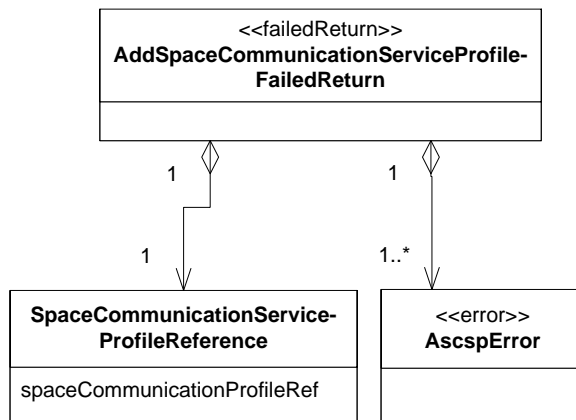 <<failedReturn>>
AddSpaceCommunicationServiceProfile-
FailedReturn
1
1
1
1..*
SpaceCommunicationService-
ProfileReference
spaceCommunicationProfileRef
<<error>>
AscspError